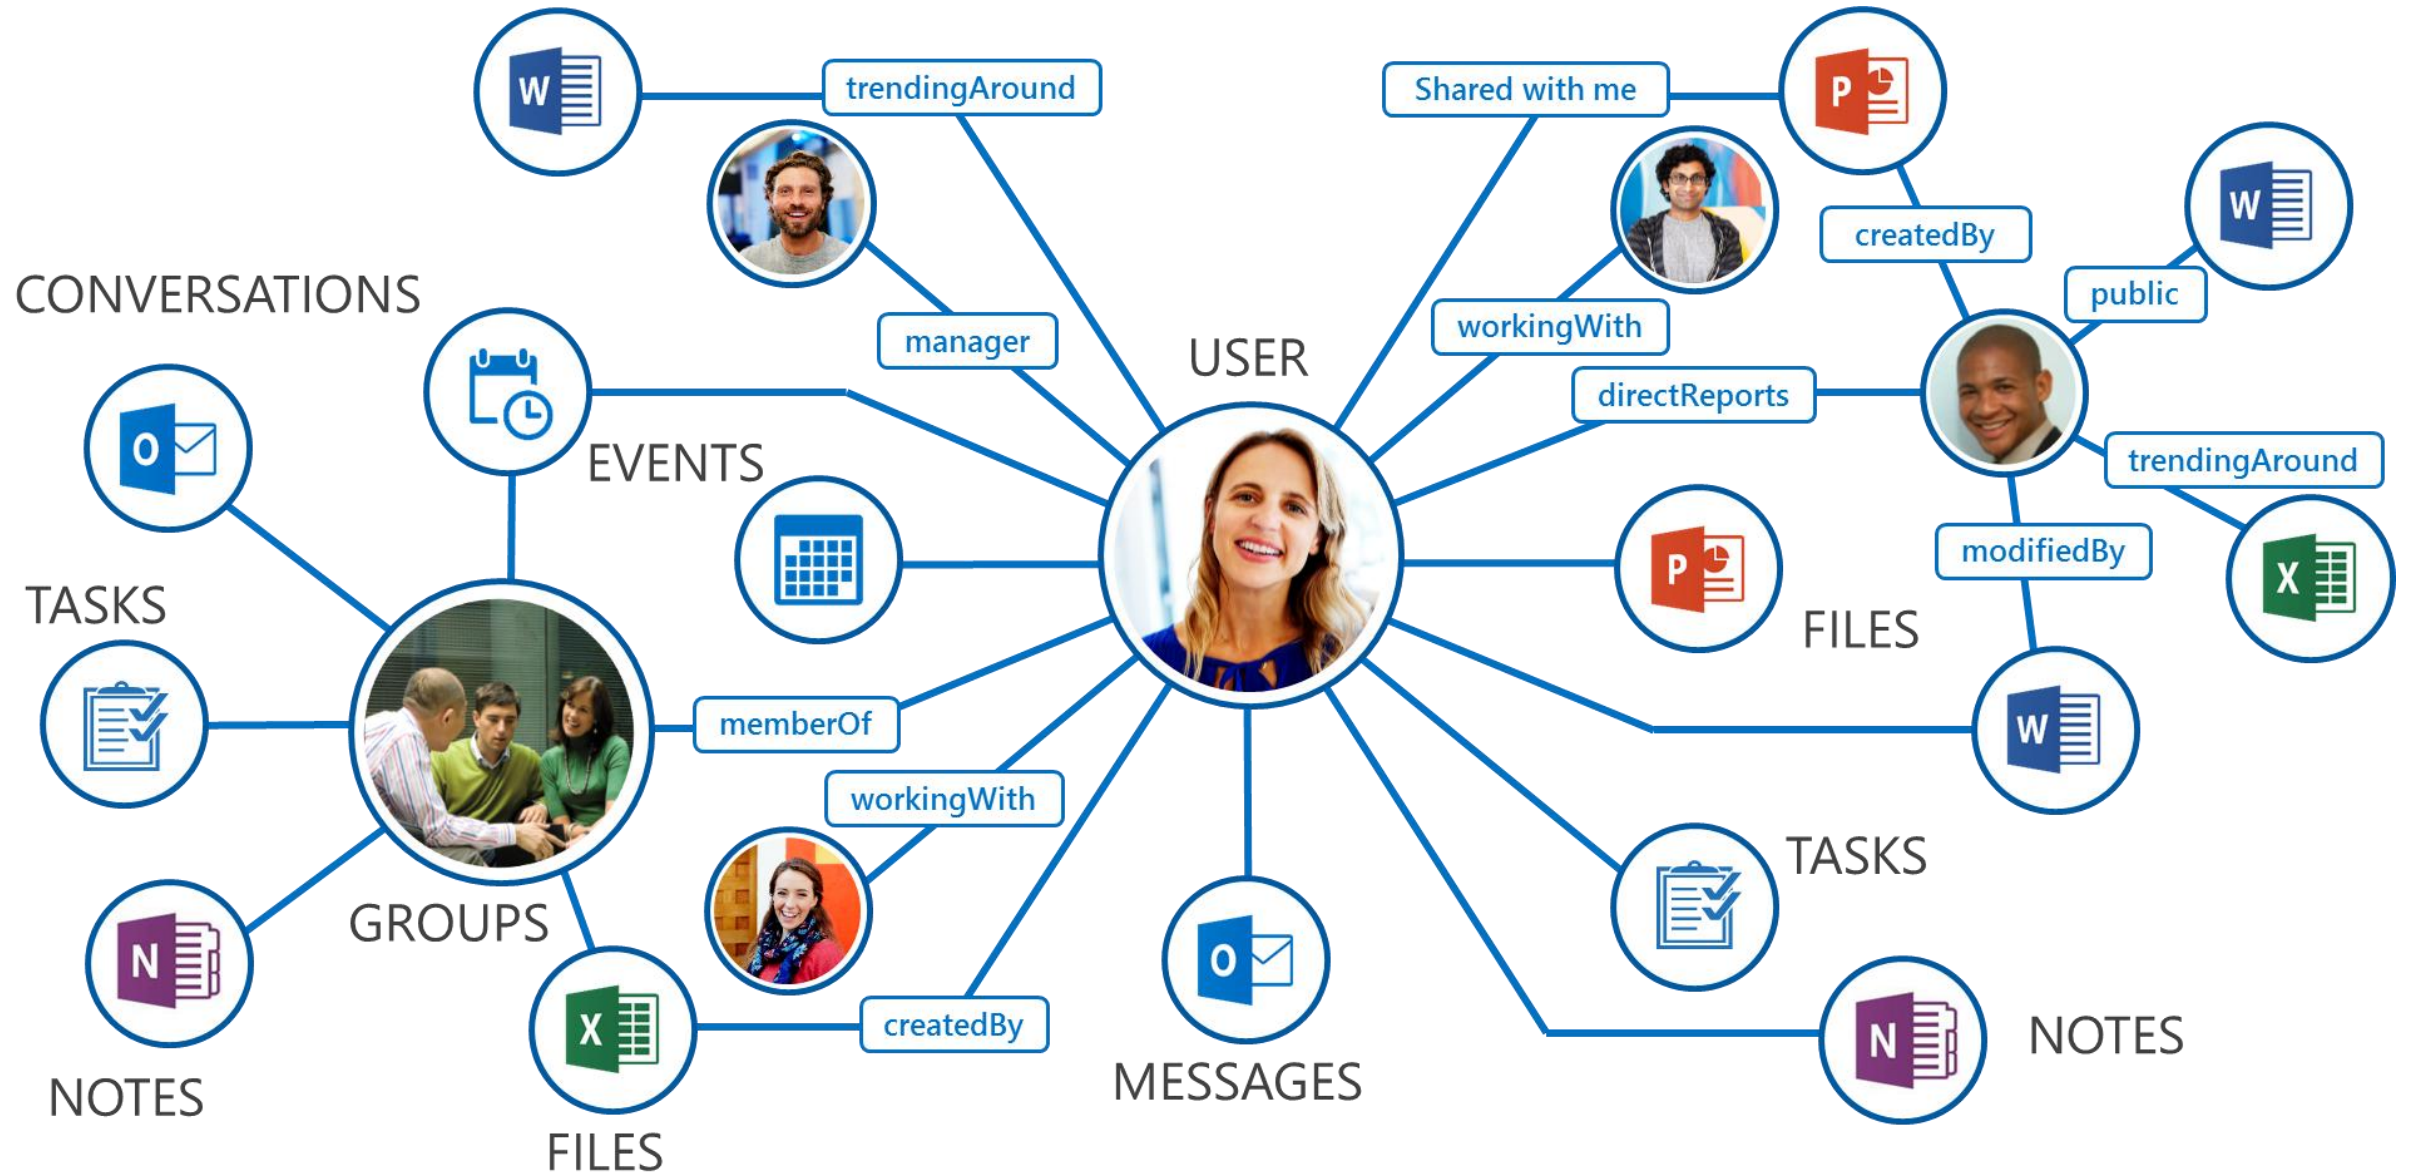 W
trendingAround
Shared with me
P
W
createdBy
public
CONVERSATIONS
manager
workingWith
USER
directReports
O
EVENTS
trendingAround
modifiedBy
P
X
TASKS
FILES
memberOf
W
workingWith
TASKS
GROUPS
N
O
NOTES
X
createdBy
N
NOTES
MESSAGES
FILES